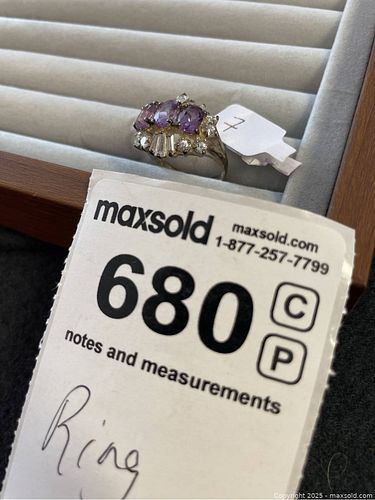 7
maxsold
maxsold.com
1-877-257-7799
680
C
P
notes and measurements
Ring
Copyright 2025 - maxsold.com